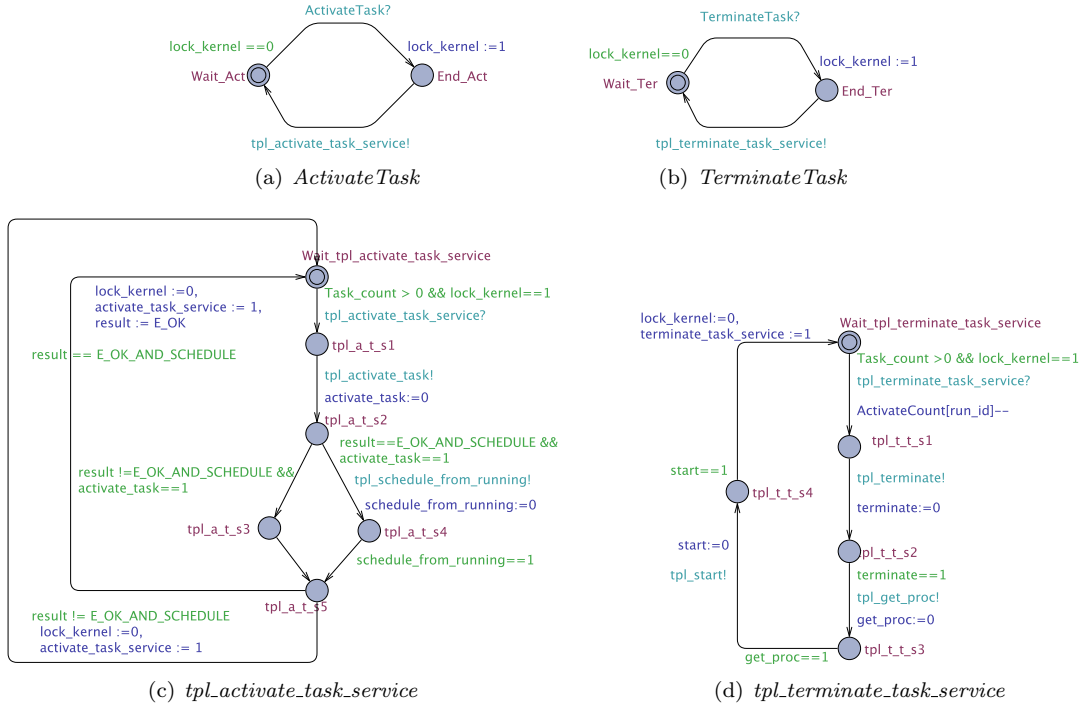 ActivateTask?
lock_kernel ==0
lock_kernel :=1
Wait_Act
End_Act
tpl_activate_task_service!
(a) ActivateTask
TerminateTask?
lock_kernel==0
lock_kernel :=1
Wait_Ter
End_Ter
tpl_terminate_task_service!
(b) TerminateTask
Wait_tpl_activate_task_service
Task_count > 0 && lock_kernel==1
tpl_activate_task_service?
lock_kernel :=0,
activate_task_service := 1,
result := E_OK
result == E_OK_AND_SCHEDULE
tpl_a_t_s1
tpl_activate_task!
activate_task:=0
tpl_a_t_s2
result==E_OK_AND_SCHEDULE &&
activate_task==1
result !=E_OK_AND_SCHEDULE &&
activate_task==1
tpl_schedule_from_running!
schedule_from_running:=0
tpl_a_t_s3
tpl_a_t_s4
schedule_from_running==1
tpl_a_t_s5
result != E_OK_AND_SCHEDULE
lock_kernel :=0,
activate_task_service := 1
(c) tpl_activate_task_service
lock_kernel:=0,
terminate_task_service :=1
Wait_tpl_terminate_task_service
Task_count >0 && lock_kernel==1
tpl_terminate_task_service?
ActivateCount[run_id]--
tpl_t_t_s1
start==1
tpl_terminate!
tpl_t_t_s4
terminate:=0
start:=0
tpl_t_t_s2
tpl_start!
terminate==1
tpl_get_proc!
get_proc:=0
tpl_t_t_s3
get_proc==1
(d) tpl_terminate_task_service